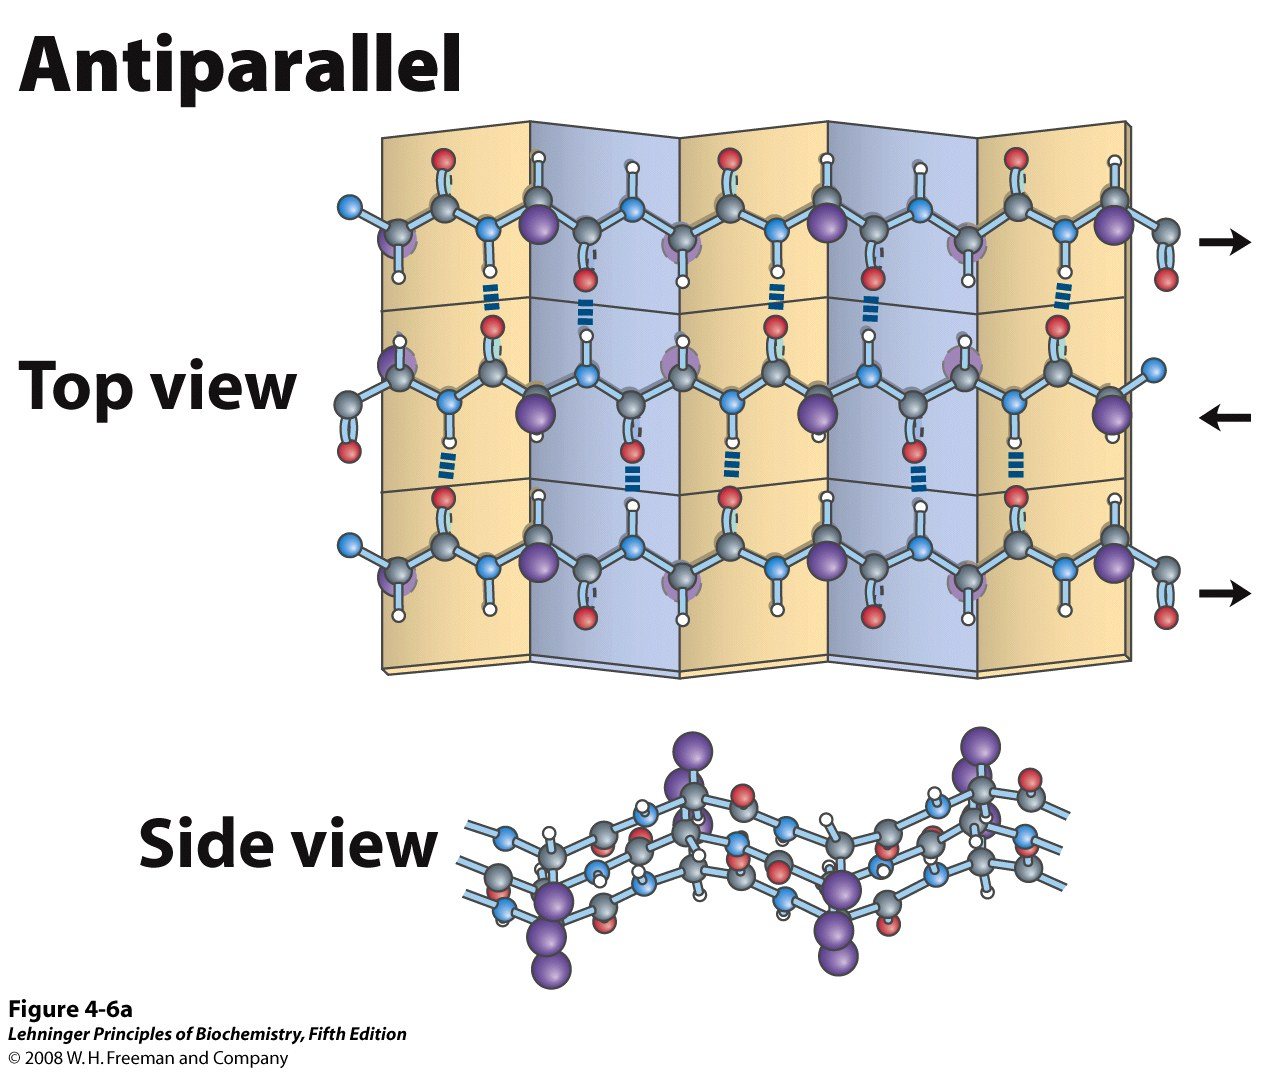 Antiparallel
Top view
Side view
Figure 4-6a
Lehninger Principles of Biochemistry, Fifth Edition
© 2008 W. H. Freeman and Company